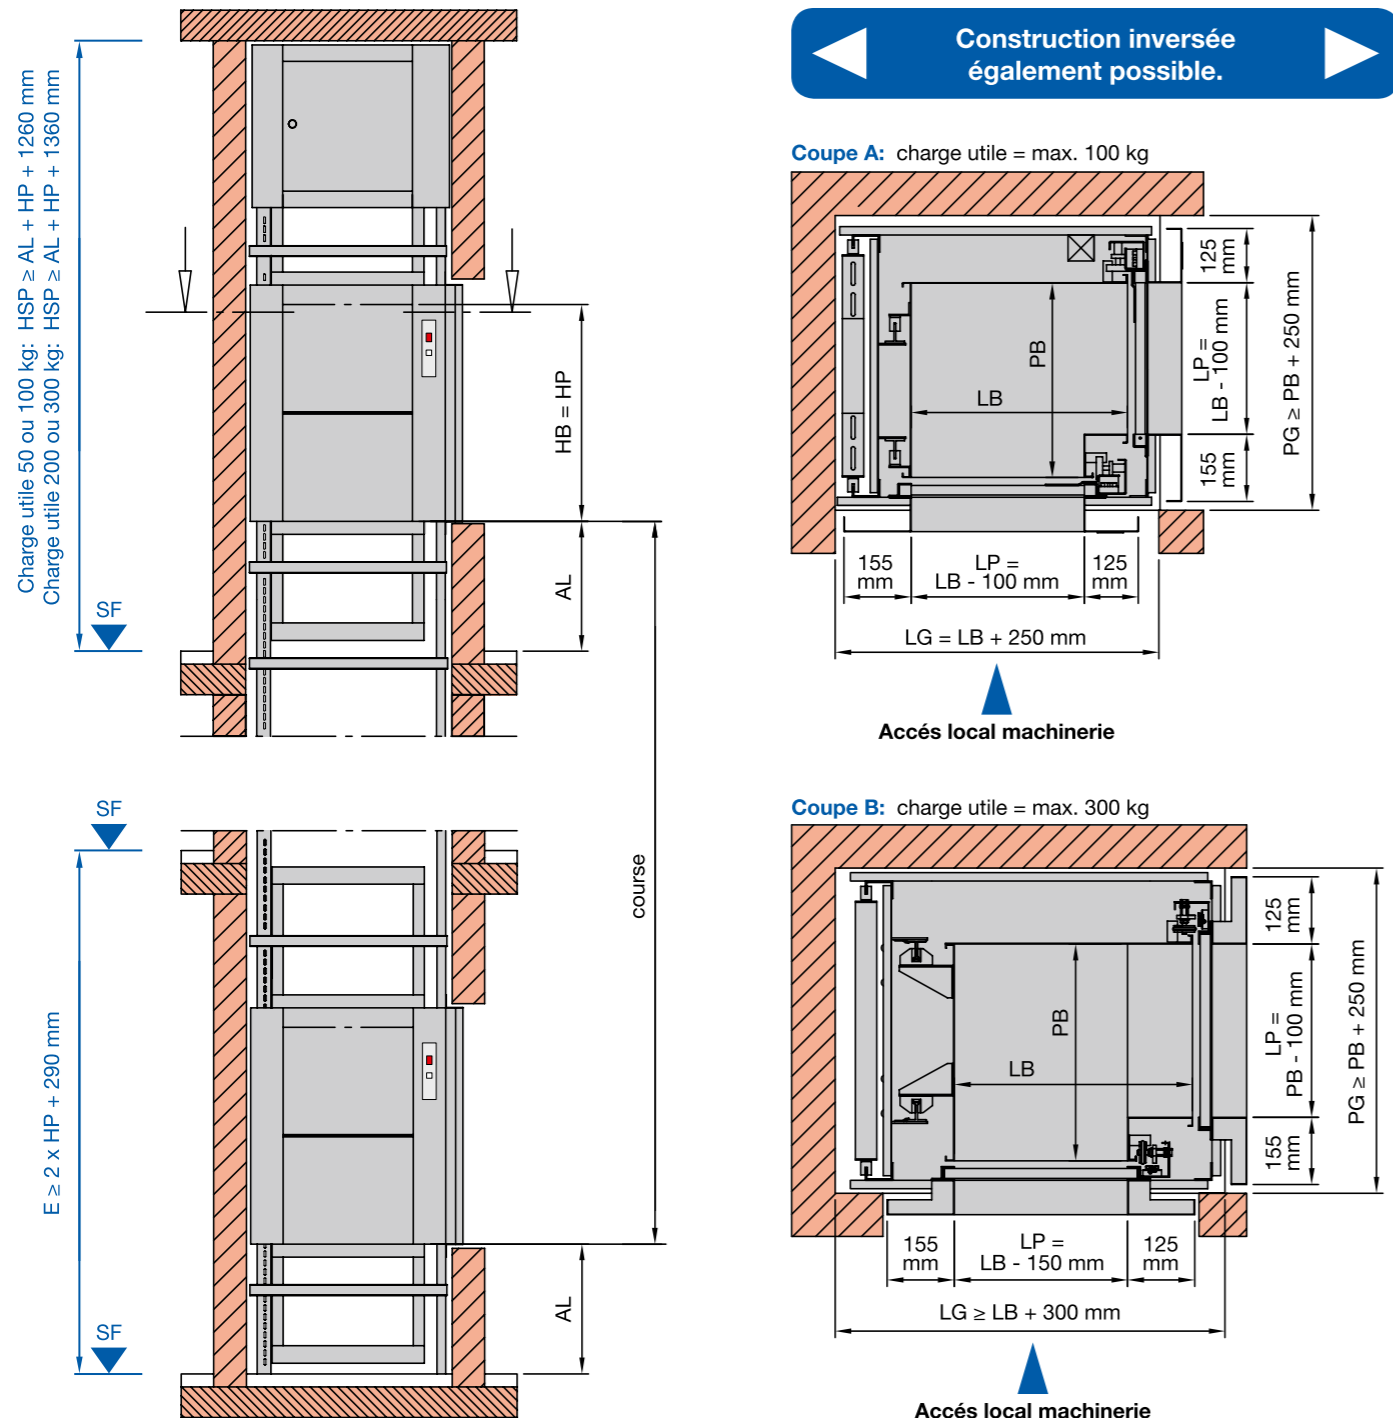 Charge utile 50 ou 100 kg: HSP ≥ AL + HP + 1260 mm
Charge utile 200 ou 300 kg: HSP ≥ AL + HP + 1360 mm
SF
HB = HP
AL
course
SF
E ≥ 2 x HP + 290 mm
SF
AL
Construction inversée
également possible.
Coupe A: charge utile = max. 100 kg
PB
LB
125
mm
LP =
LB - 100 mm
155
mm
PG ≥ PB + 250 mm
155
mm
LP =
LB - 100 mm
125
mm
LG = LB + 250 mm
Accés local machinerie
Coupe B: charge utile = max. 300 kg
PB
LB
125
mm
LP =
PB - 100 mm
155
mm
PG ≥ PB + 250 mm
155
mm
LP =
LB - 150 mm
125
mm
LG ≥ LB + 300 mm
Accés local machinerie